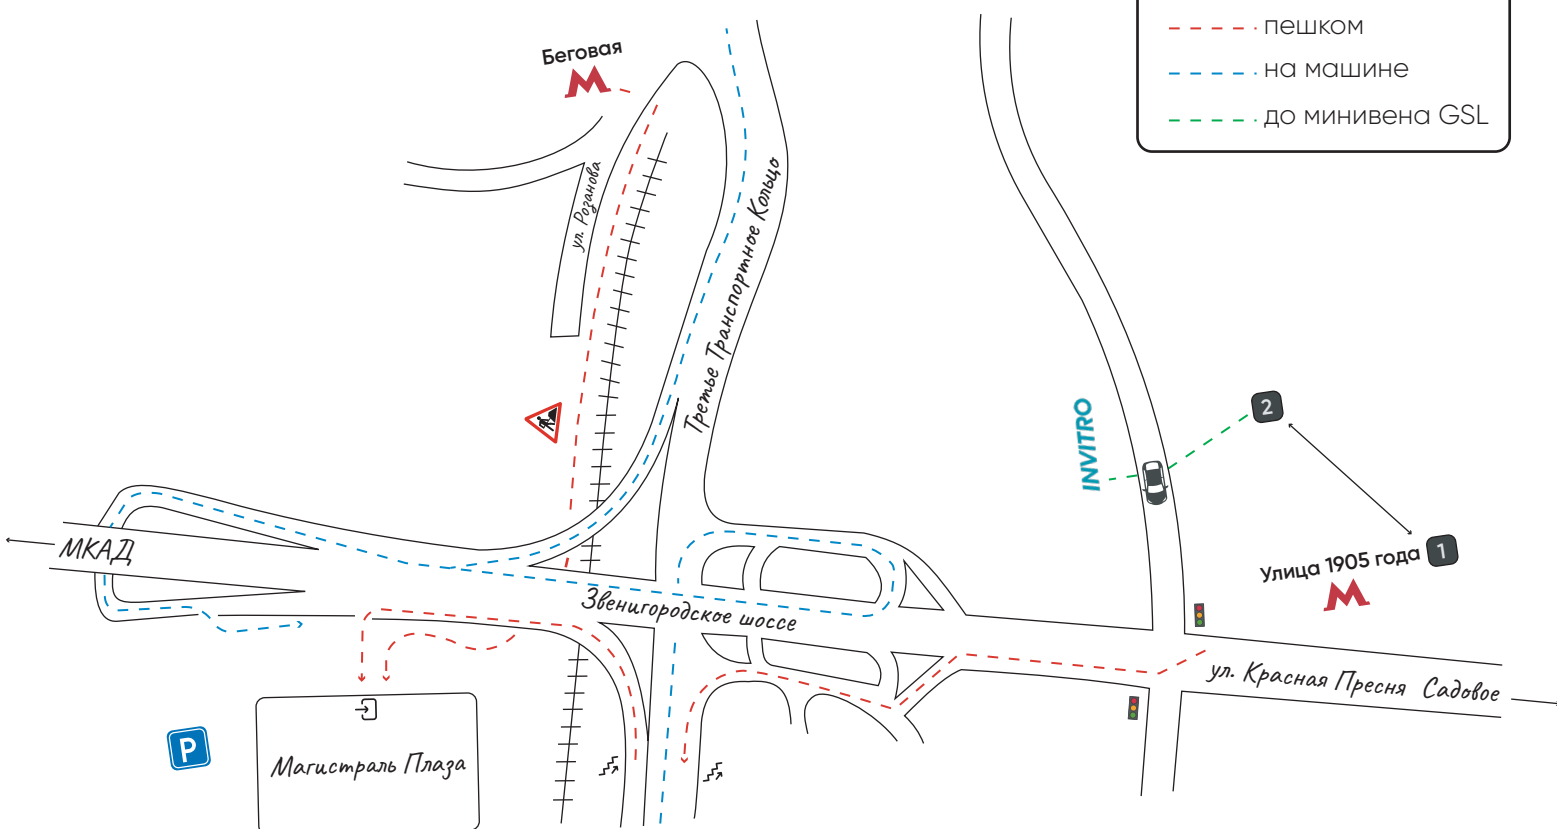 пешком
на машине
до минивена GSL
Беговая
ул. Розанова
Третье Транспортное Кольцо
INVITRO
2
1
Улица 1905 года
МКАД
Звенигородское шоссе
ул. Красная Пресня Садовое
P
Магистраль Плаза